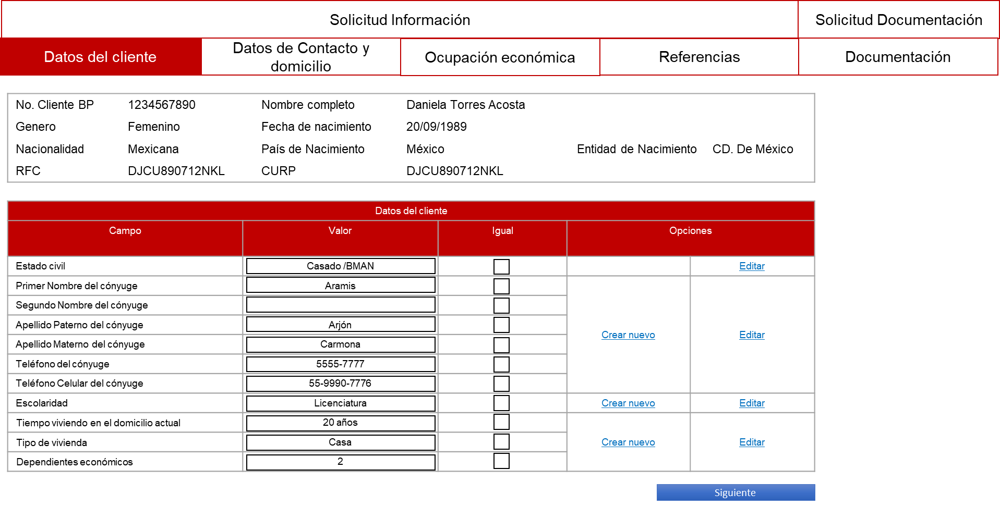 Solicitud Información
Solicitud Documentación
Datos del cliente
Datos de Contacto y
domicilio
Ocupación económica
Referencias
Documentación
No. Cliente BP 1234567890 Nombre completo Daniela Torres Acosta
Genero Femenino Fecha de nacimiento 20/09/1989
Nacionalidad Mexicana País de Nacimiento México Entidad de Nacimiento CD. De México
RFC DJCU890712NKL CURP DJCU890712NKL
Datos del cliente
Campo Valor Igual Opciones
Estado civil Casado /BMAN Editar
Primer Nombre del cónyuge Aramis
Segundo Nombre del cónyuge
Apellido Paterno del cónyuge Arjón
Crear nuevo Editar
Apellido Materno del cónyuge Carmona
Teléfono del cónyuge 5555-7777
Teléfono Celular del cónyuge 55-9990-7776
Escolaridad Licenciatura Crear nuevo Editar
Tiempo viviendo en el domicilio actual 20 años
Tipo de vivienda Casa Crear nuevo Editar
Dependientes económicos 2
Siguiente